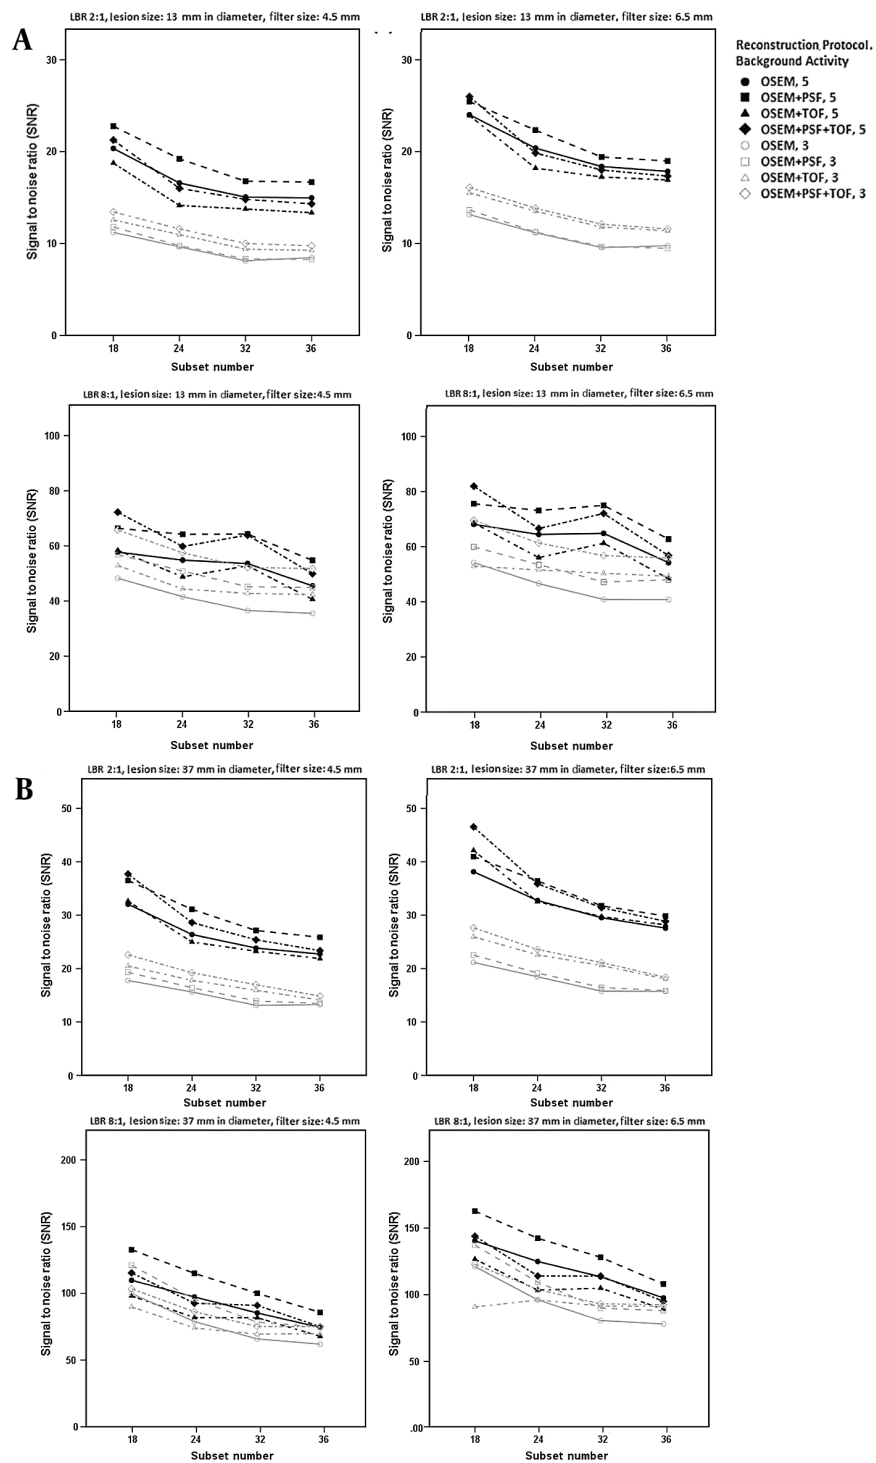 A
LBR 2:1, lesion size: 13 mm in diameter, filter size: 4.5 mm
Signal to noise ratio (SNR)
30
20
10
0
18 24 32 36
Subset number
LBR 2:1, lesion size: 13 mm in diameter, filter size: 6.5 mm
Signal to noise ratio (SNR)
30
20
10
0
18 24 32 36
Subset number
Reconstruction Protocol.
Background Activity
OSEM, 5
OSEM+PSF, 5
OSEM+TOF, 5
OSEM+PSF+TOF, 5
OSEM, 3
OSEM+PSF, 3
OSEM+TOF, 3
OSEM+PSF+TOF, 3
LBR 8:1, lesion size: 13 mm in diameter, filter size:4.5 mm
Signal to noise ratio (SNR)
100
80
60
40
20
0
18 24 32 36
Subset number
LBR 8:1, lesion size: 13 mm in diameter, filter size:6.5 mm
Signal to noise ratio (SNR)
100
80
60
40
20
0
18 24 32 36
Subset number
B
LBR 2:1, lesion size: 37 mm in diameter, filter size: 4.5 mm
Signal to noise ratio (SNR)
50
40
30
20
10
0
18 24 32 36
Subset number
LBR 2:1, lesion size: 37 mm in diameter, filter size:6.5 mm
Signal to noise ratio (SNR)
50
40
30
20
10
0
18 24 32 36
Subset number
LBR 8:1, lesion size: 37 mm in diameter, filter size: 4.5 mm
Signal to noise ratio (SNR)
200
150
100
50
0
18 24 32 36
Subset number
LBR 8:1, lesion size: 37 mm in diameter, filter size: 6.5 mm
Signal to noise ratio (SNR)
200
150
100
50
.00
18 24 32 36
Subset number